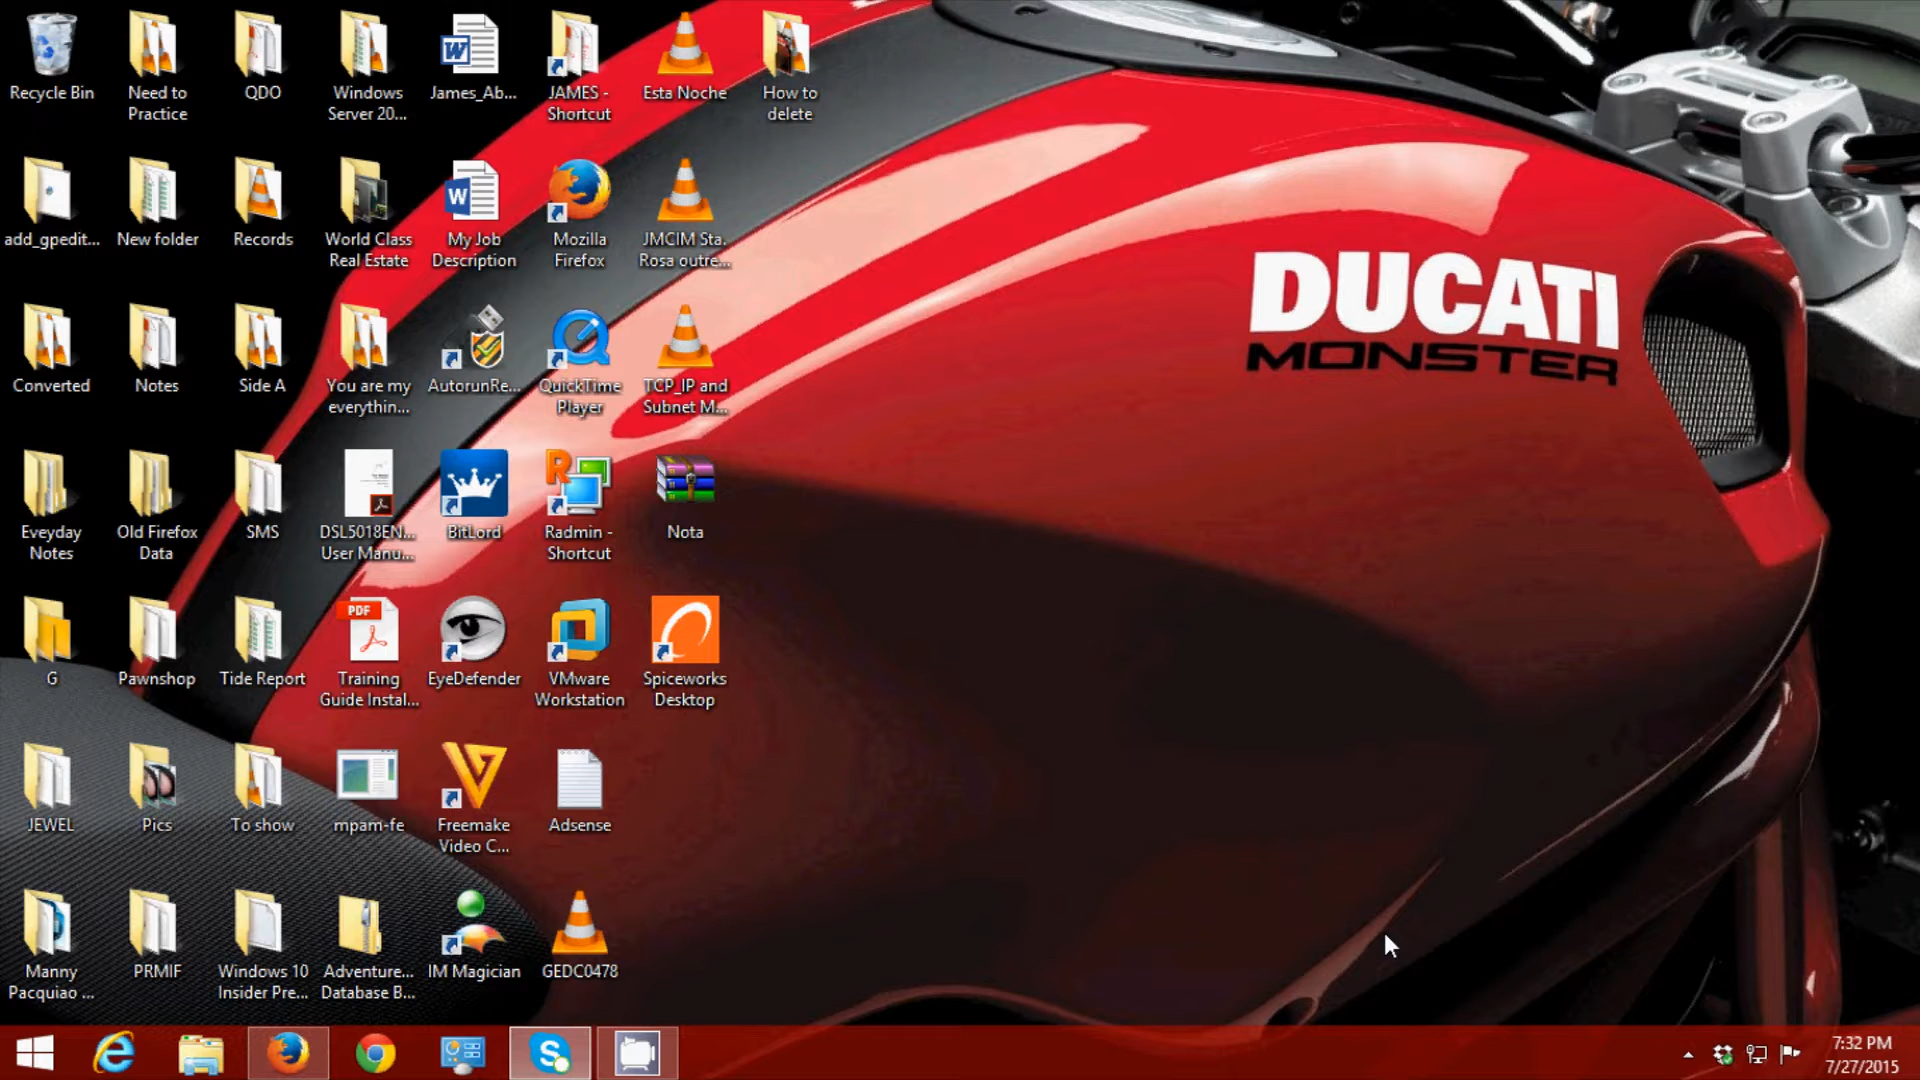 Recycle Bin
Need to
Practice
QDO
Windows
Server 20...
James_Ab...
JAMES -
Shortcut
Esta Noche
How to
delete
add_gpedit...
New folder
Records
World Class
Real Estate
My Job
Description
Mozilla
Firefox
JMCIM Sta.
Rosa outre...
DUCATI
MONSTER
Converted
Notes
Side A
You are my
everythin...
AutorunRe...
QuickTime
Player
TCP_IP and
Subnet M...
Eveyday
Notes
Old Firefox
Data
SMS
DSL5018EN...
User Manu...
BitLord
Radmin -
Shortcut
Nota
G
Pawnshop
Tide Report
PDF
Training
Guide Instal...
EyeDefender
VMware
Workstation
Spiceworks
Desktop
JEWEL
Pics
To show
mpam-fe
Freemake
Video C...
Adsense
Manny
Pacquiao ...
PRMIF
Windows 10
Insider Pre...
Adventure...
Database B...
IM Magician
GEDC0478
7:32 PM
7/27/2015